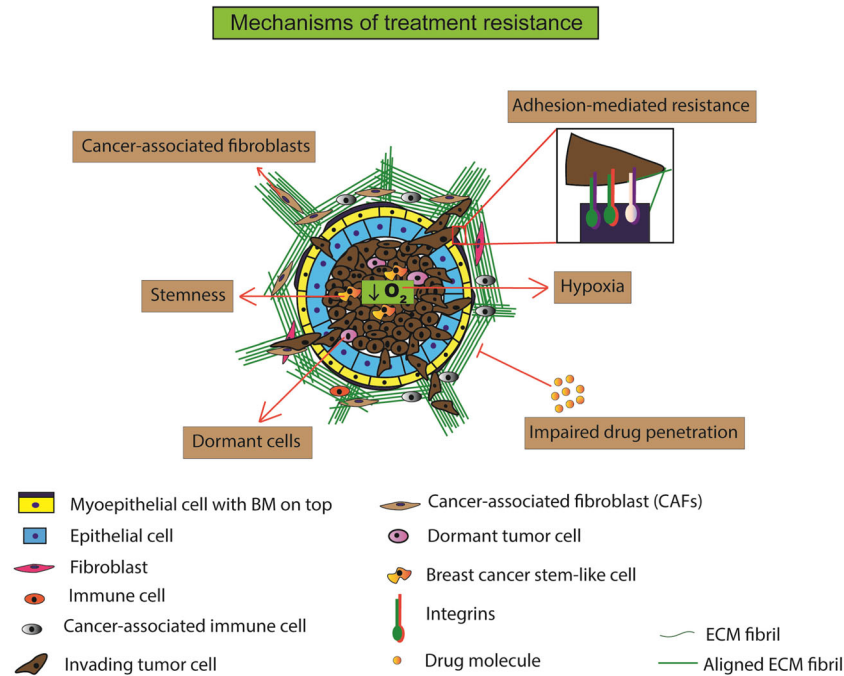 Mechanisms of treatment resistance
Adhesion-mediated resistance
Cancer-associated fibroblasts
Stemness
↓ O2
Hypoxia
Dormant cells
Impaired drug penetration
Myoepithelial cell with BM on top
Epithelial cell
Fibroblast
Immune cell
Cancer-associated immune cell
Invading tumor cell
Cancer-associated fibroblast (CAFs)
Dormant tumor cell
Breast cancer stem-like cell
Integrins
Drug molecule
ECM fibril
Aligned ECM fibril